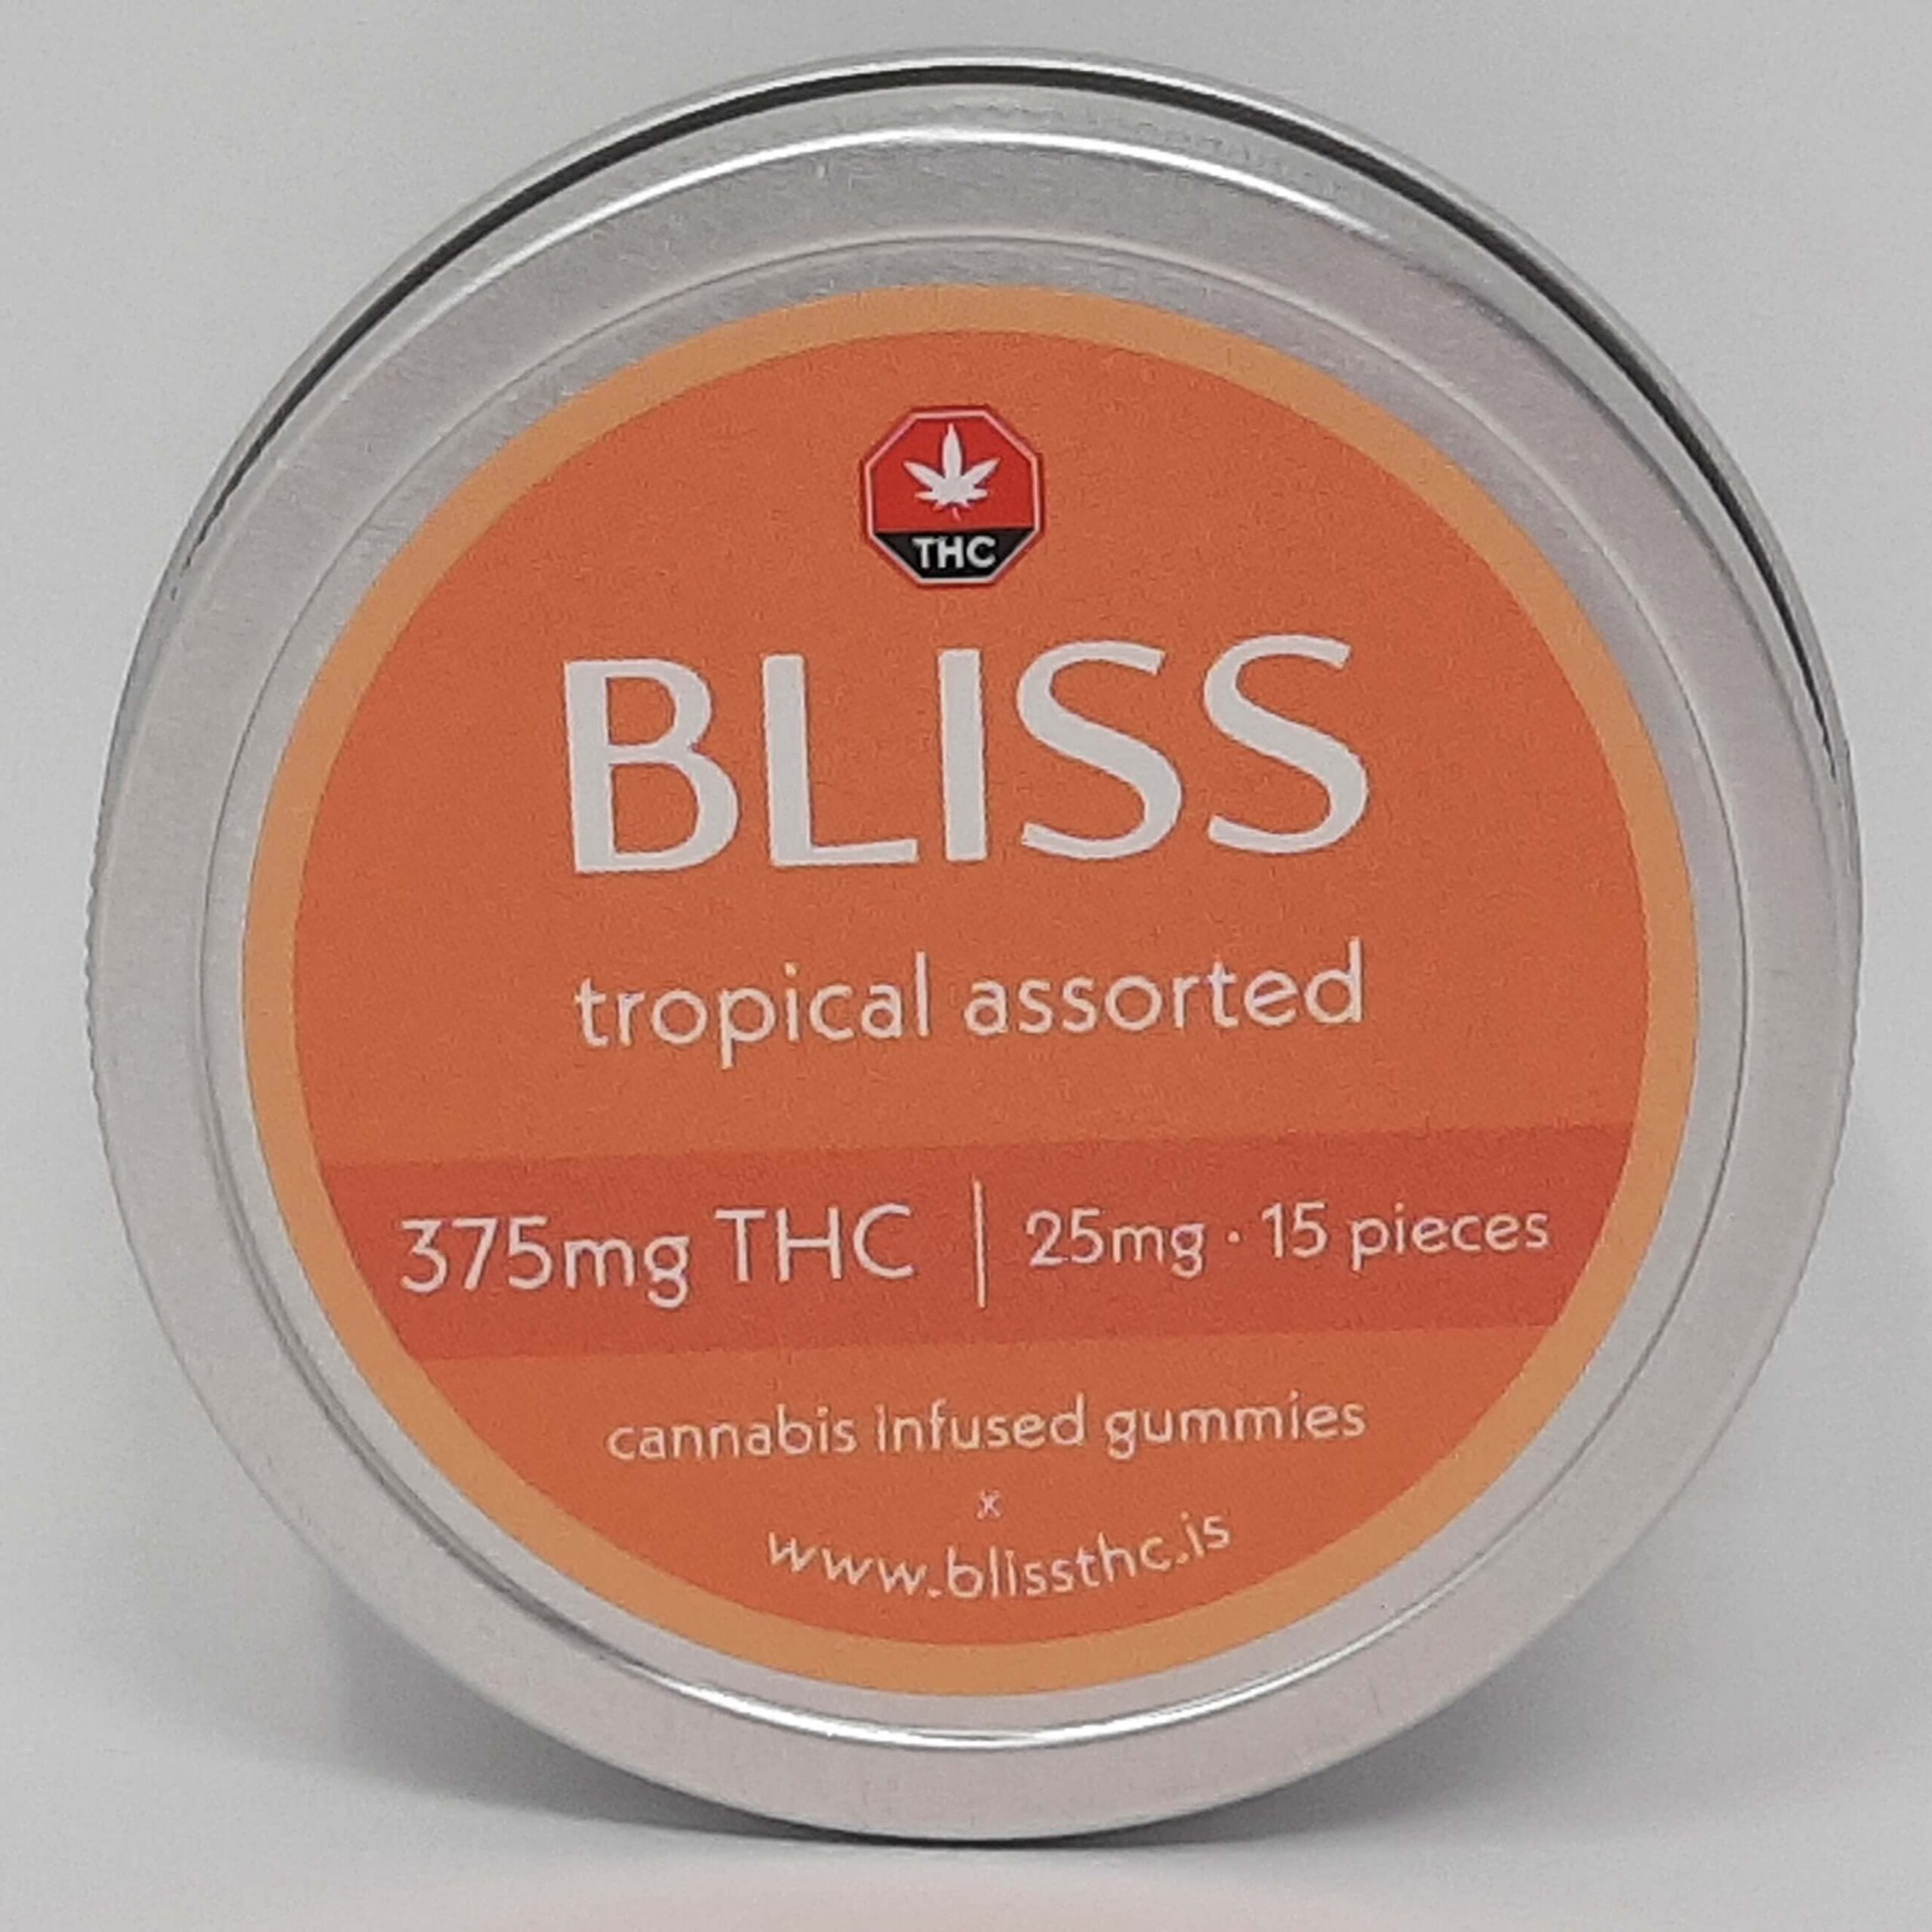 THC
BLISS
tropical assorted
375mg THC | 25mg · 15 pieces
cannabis infused gummies
x
www.blissthc.is